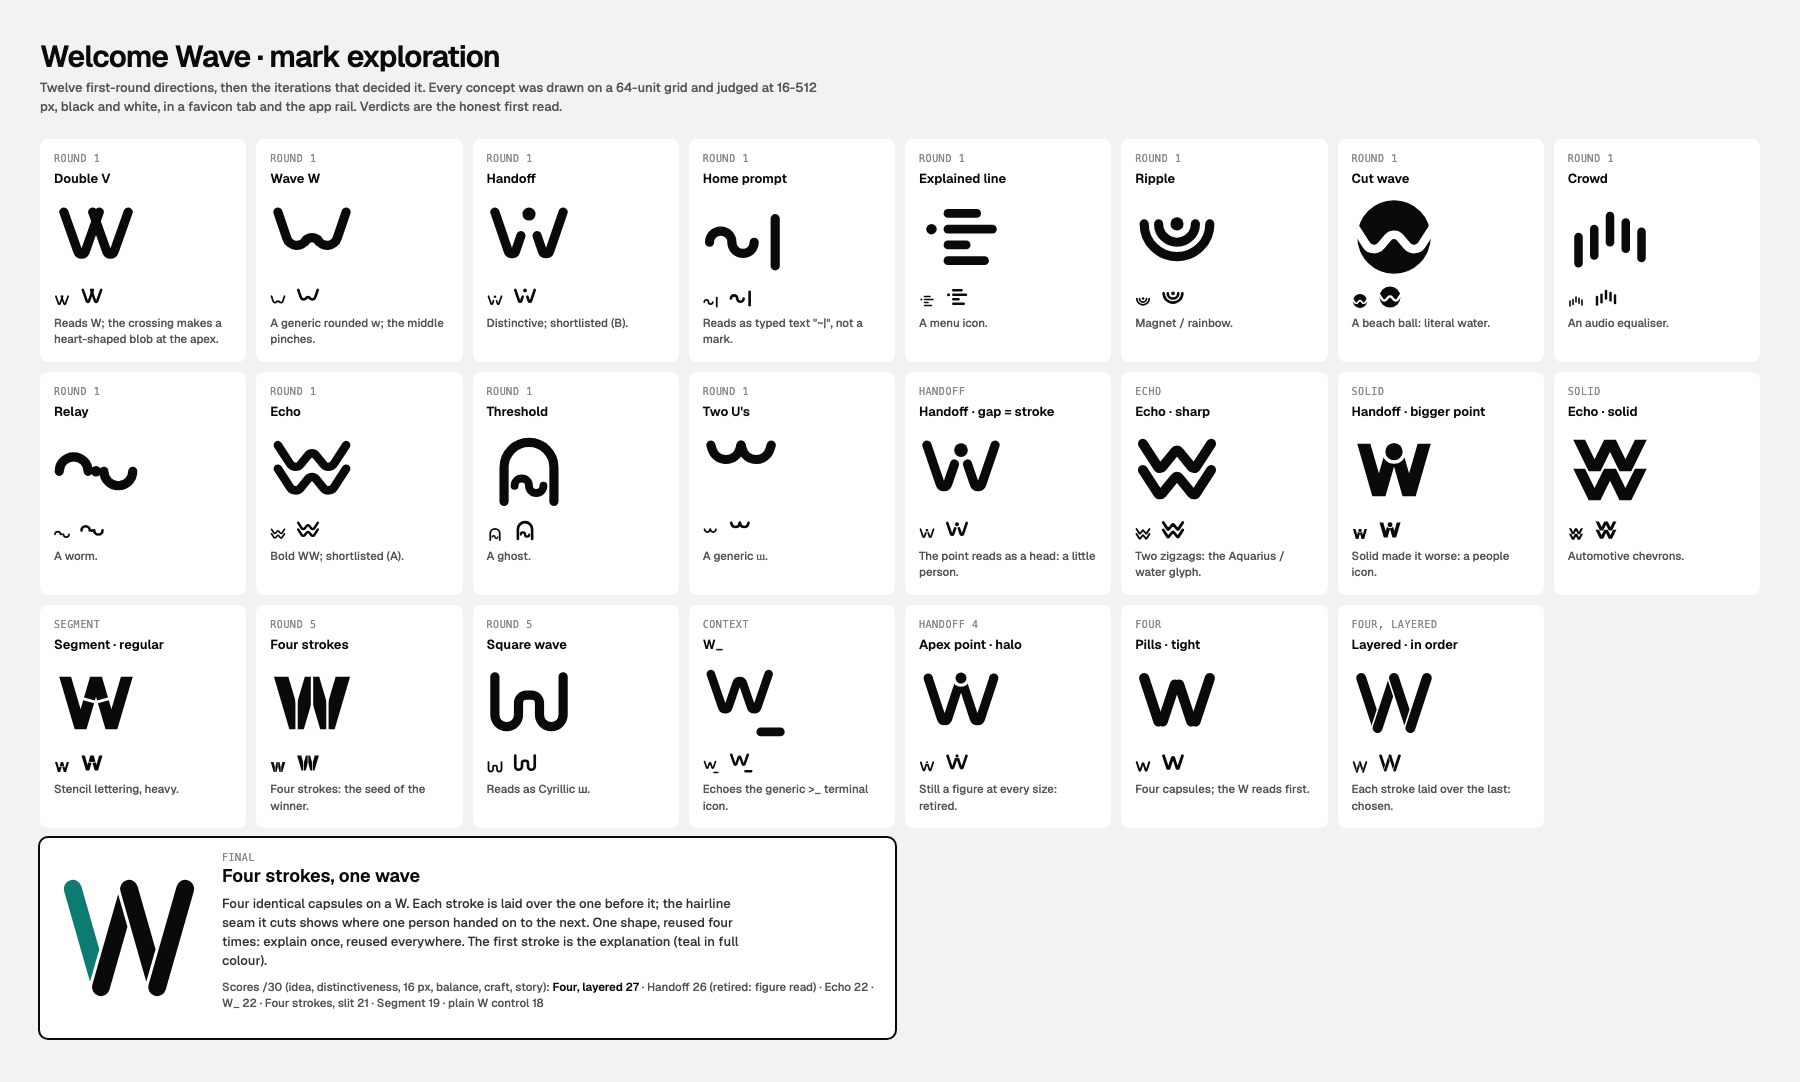 Welcome Wave · mark exploration
Twelve first-round directions, then the iterations that decided it. Every concept was drawn on a 64-unit grid and judged at 16-512
px, black and white, in a favicon tab and the app rail. Verdicts are the honest first read.
ROUND 1
Double V
Reads W; the crossing makes a
heart-shaped blob at the apex.
ROUND 1
Wave W
A generic rounded w; the middle
pinches.
ROUND 1
Handoff
Distinctive; shortlisted (B).
ROUND 1
Home prompt
Reads as typed text "~|", not a
mark.
ROUND 1
Explained line
A menu icon.
ROUND 1
Ripple
Magnet / rainbow.
ROUND 1
Cut wave
A beach ball: literal water.
ROUND 1
Crowd
An audio equaliser.
ROUND 1
Relay
A worm.
ROUND 1
Echo
Bold WW; shortlisted (A).
ROUND 1
Threshold
A ghost.
ROUND 1
Two U's
A generic ш.
HANDOFF
Handoff · gap = stroke
The point reads as a head: a little
person.
ECHO
Echo · sharp
Two zigzags: the Aquarius /
water glyph.
SOLID
Handoff · bigger point
Solid made it worse: a people
icon.
SOLID
Echo · solid
Automotive chevrons.
SEGMENT
Segment · regular
Stencil lettering, heavy.
ROUND 5
Four strokes
Four strokes: the seed of the
winner.
ROUND 5
Square wave
Reads as Cyrillic ш.
CONTEXT
W_
Echoes the generic >_ terminal
icon.
HANDOFF 4
Apex point · halo
Still a figure at every size:
retired.
FOUR
Pills · tight
Four capsules; the W reads first.
FOUR, LAYERED
Layered · in order
Each stroke laid over the last:
chosen.
FINAL
Four strokes, one wave
Four identical capsules on a W. Each stroke is laid over the one before it; the hairline
seam it cuts shows where one person handed on to the next. One shape, reused four
times: explain once, reused everywhere. The first stroke is the explanation (teal in full
colour).
Scores /30 (idea, distinctiveness, 16 px, balance, craft, story): Four, layered 27 · Handoff 26 (retired: figure read) · Echo 22 ·
W_ 22 · Four strokes, slit 21 · Segment 19 · plain W control 18